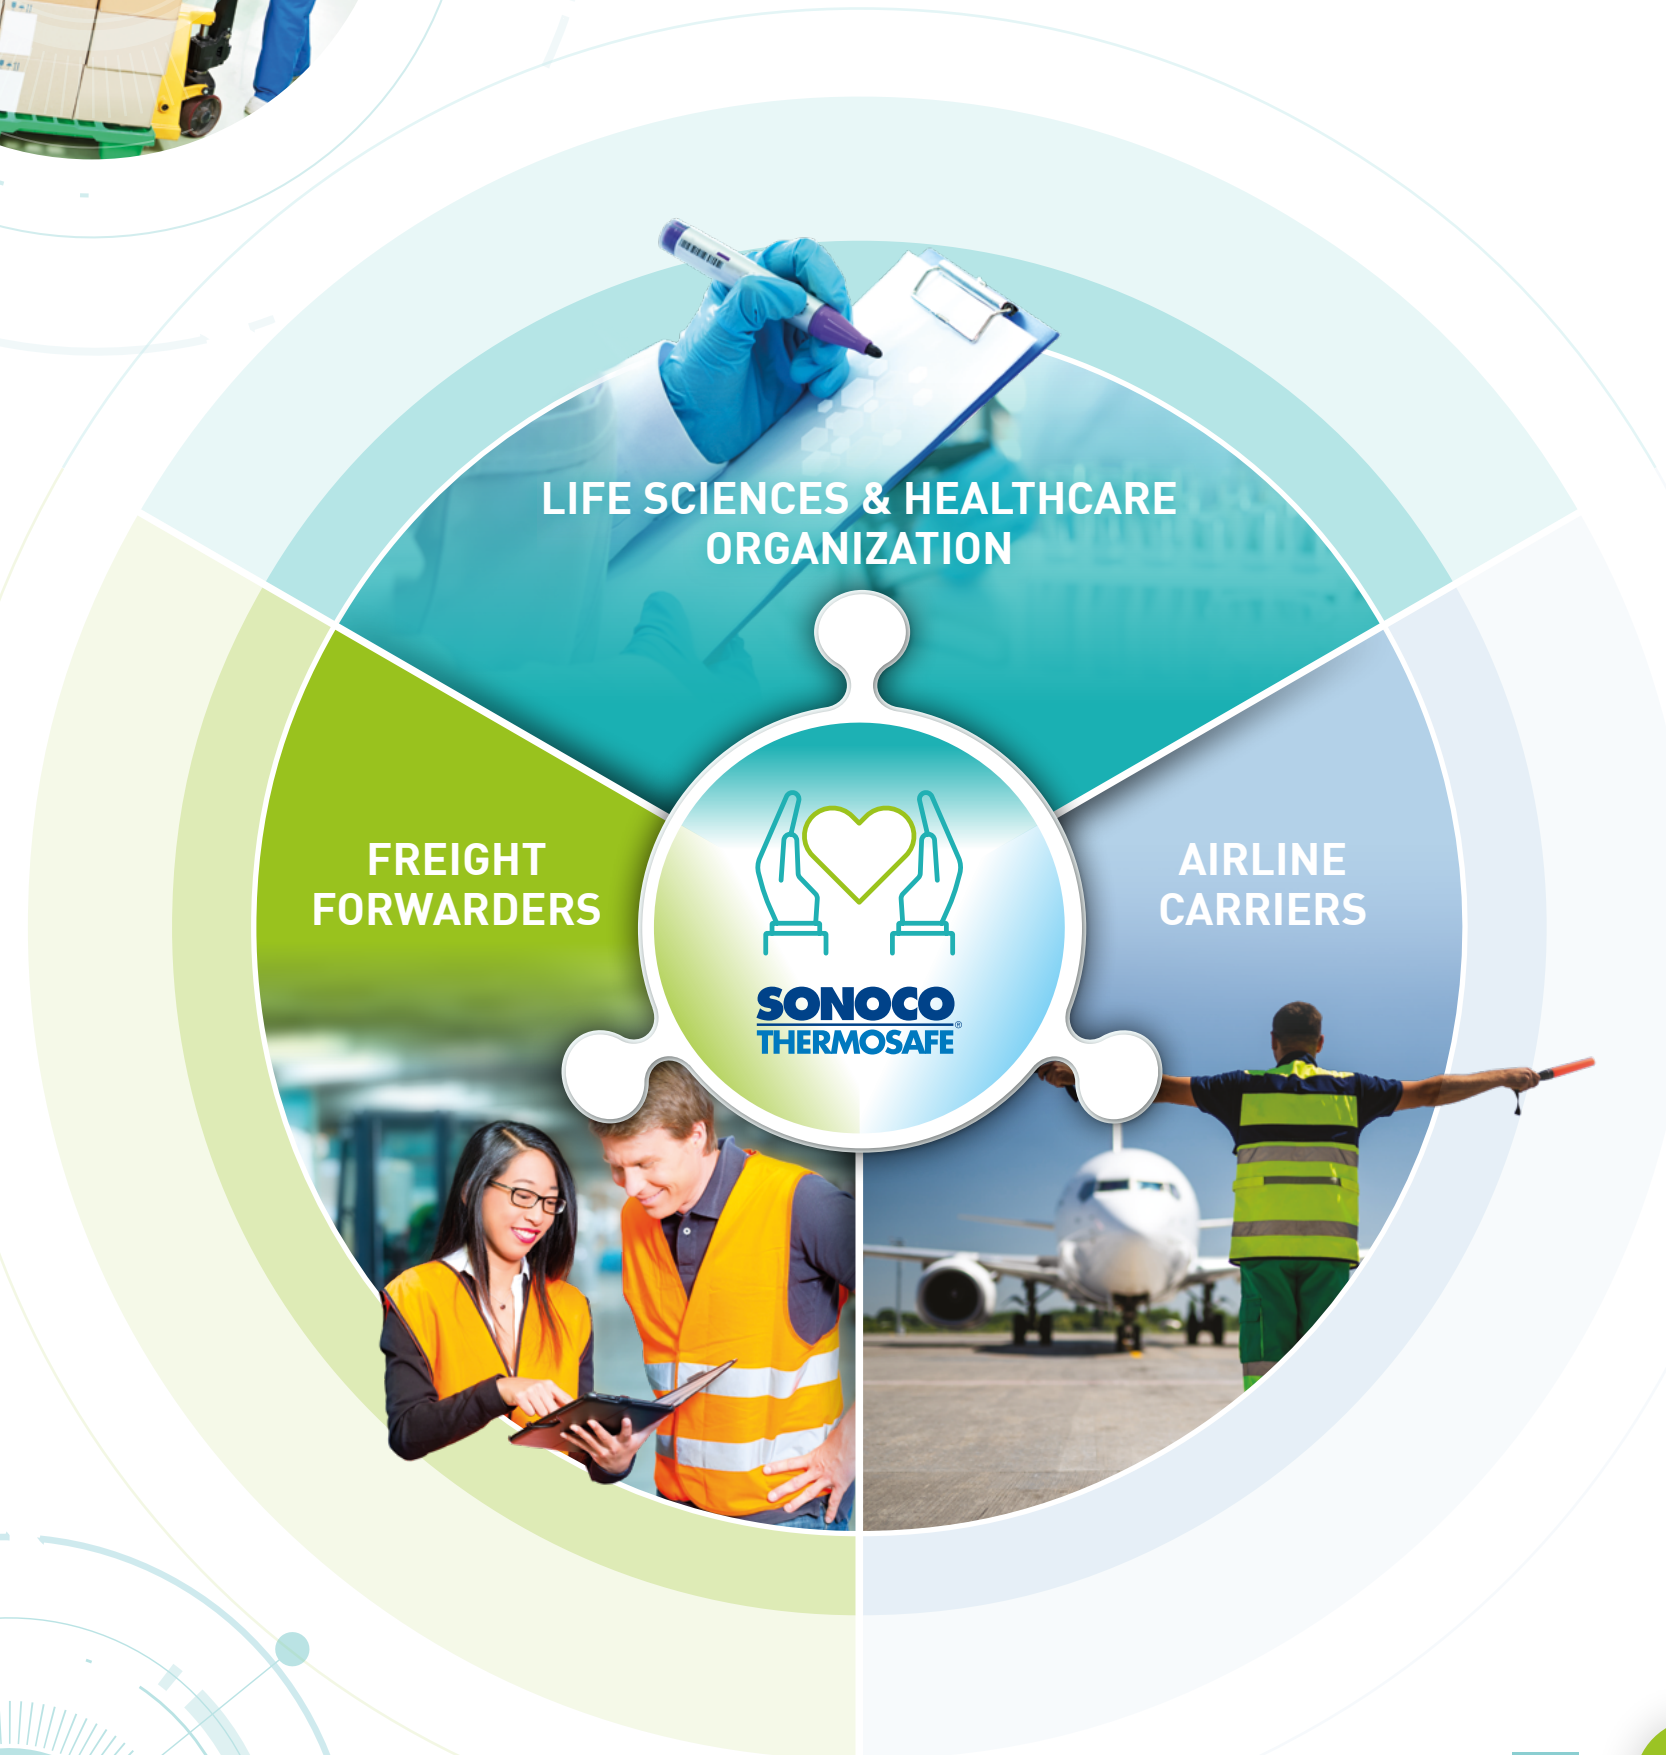 LIFE SCIENCES & HEALTHCARE
ORGANIZATION
FREIGHT
FORWARDERS
AIRLINE
CARRIERS
SONOCO
THERMOSAFE®